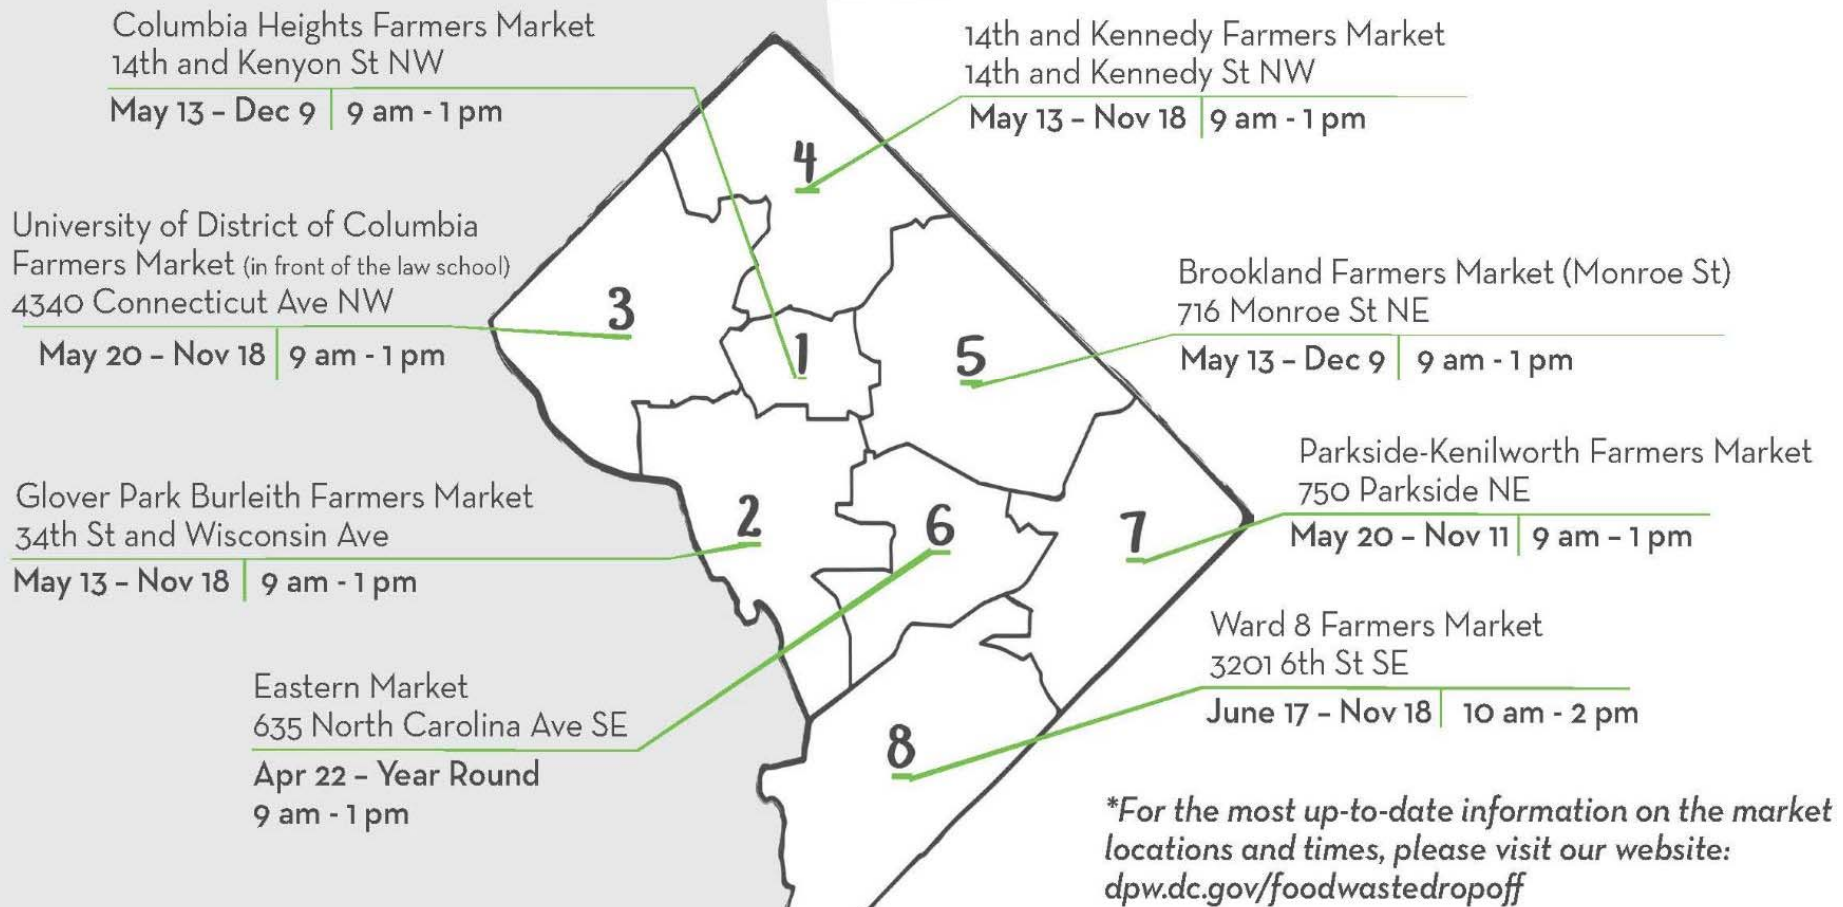 Columbia Heights Farmers Market
14th and Kenyon St NW
May 13 – Dec 9 | 9 am - 1 pm
14th and Kennedy Farmers Market
14th and Kennedy St NW
May 13 – Nov 18 | 9 am - 1 pm
University of District of Columbia
Farmers Market (in front of the law school)
4340 Connecticut Ave NW
May 20 – Nov 18 | 9 am - 1 pm
Brookland Farmers Market (Monroe St)
716 Monroe St NE
May 13 – Dec 9 | 9 am - 1 pm
Glover Park Burleith Farmers Market
34th St and Wisconsin Ave
May 13 – Nov 18 | 9 am - 1 pm
Parkside-Kenilworth Farmers Market
750 Parkside NE
May 20 – Nov 11 | 9 am – 1 pm
Eastern Market
635 North Carolina Ave SE
Apr 22 – Year Round
9 am - 1 pm
Ward 8 Farmers Market
3201 6th St SE
June 17 – Nov 18 | 10 am - 2 pm
4
3
1
5
2
6
7
8
*For the most up-to-date information on the market
locations and times, please visit our website:
dpw.dc.gov/foodwastedropoff